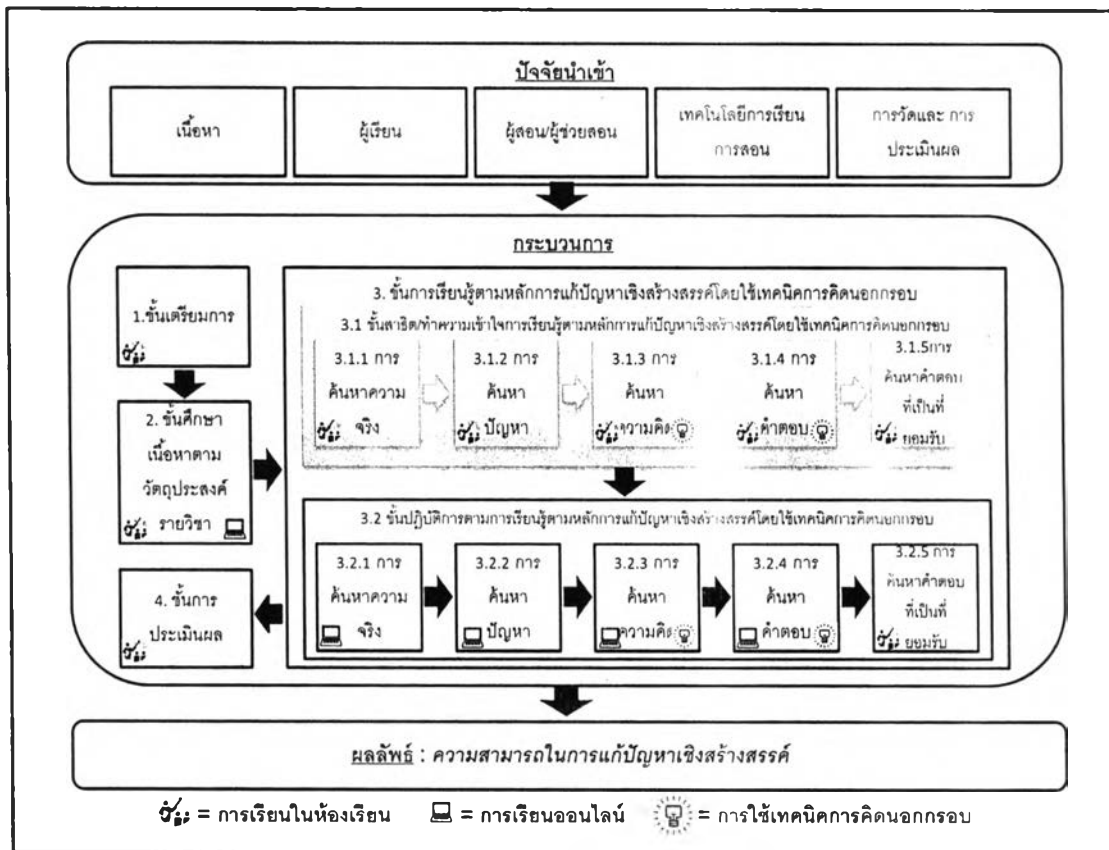 ปัจจัยนำเข้า
เนื้อหา
ผู้เรียน
ผู้สอน/ผู้ช่วยสอน
เทคโนโลยีการเรียน
การสอน
การวัดและ การ
ประเมินผล
กระบวนการ
1.ขั้นเตรียมการ
2. ขั้นศึกษา
เนื้อหาตาม
วัตถุประสงค์
รายวิชา
3. ขั้นการเรียนรู้ตามหลักการแก้ปัญหาเชิงสร้างสรรค์โดยใช้เทคนิคการคิดนอกกรอบ
3.1 ขั้นสาธิต/ทำความเข้าใจการเรียนรู้ตามหลักการแก้ปัญหาเชิงสร้างสรรค์โดยใช้เทคนิคการคิดนอกกรอบ
3.1.1 การ
ค้นหาความ
จริง
3.1.2 การ
ค้นหา
ปัญหา
3.1.3 การ
ค้นหา
ความคิด
3.1.4 การ
ค้นหา
คำตอบ
3.1.5การ
ค้นหาคำตอบ
ที่เป็นที่
ยอมรับ
3.2 ขั้นปฏิบัติการตามการเรียนรู้ตามหลักการแก้ปัญหาเชิงสร้างสรรค์โดยใช้เทคนิคการคิดนอกกรอบ
3.2.1 การ
ค้นหาความ
จริง
3.2.2 การ
ค้นหา
ปัญหา
3.2.3 การ
ค้นหา
ความคิด
3.2.4 การ
ค้นหา
คำตอบ
3.2.5 การ
ค้นหาคำตอบ
ที่เป็นที่
ยอมรับ
4. ขั้นการ
ประเมินผล
ผลลัพธ์ : ความสามารถในการแก้ปัญหาเชิงสร้างสรรค์
= การเรียนในห้องเรียน
= การเรียนออนไลน์
= การใช้เทคนิคการคิดนอกกรอบ